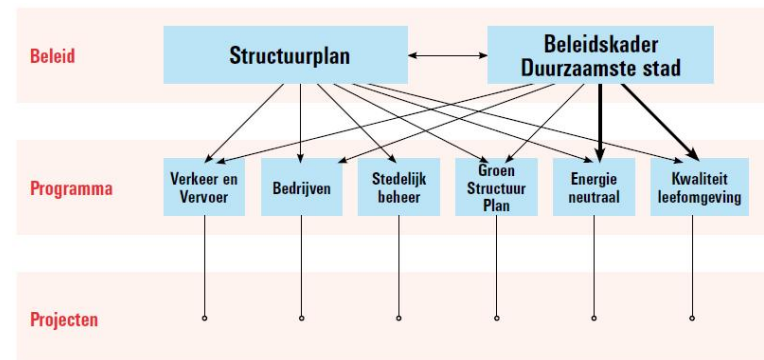 Beleid
Structuurplan
Beleidskader
Duurzaamste stad
Programma
Verkeer en
Vervoer
Bedrijven
Stedelijk
beheer
Groen
Structuur
Plan
Energie
neutraal
Kwaliteit
leefomgeving
Projecten